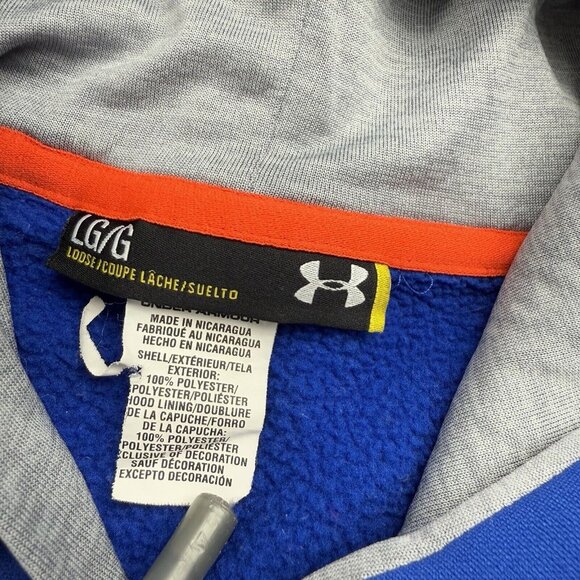 LG/G
LOOSE/COUPE LÂCHE/SUELTO
UNDER ARMOUR
MADE IN NICARAGUA
FABRIQUÉ AU NICARAGUA
HECHO EN NICARAGUA
SHELL/EXTÉRIEUR/TELA
EXTERIOR:
100% POLYESTER/
POLYESTER/POLIÉSTER
HOOD LINING/DOUBLURE
DE LA CAPUCHE/FORRO
DE LA CAPUCHA:
100% POLYESTER/
POLYESTER/POLIÉSTER
EXCLUSIVE OF DECORATION
SAUF DÉCORATION
EXCEPTO DECORACIÓN